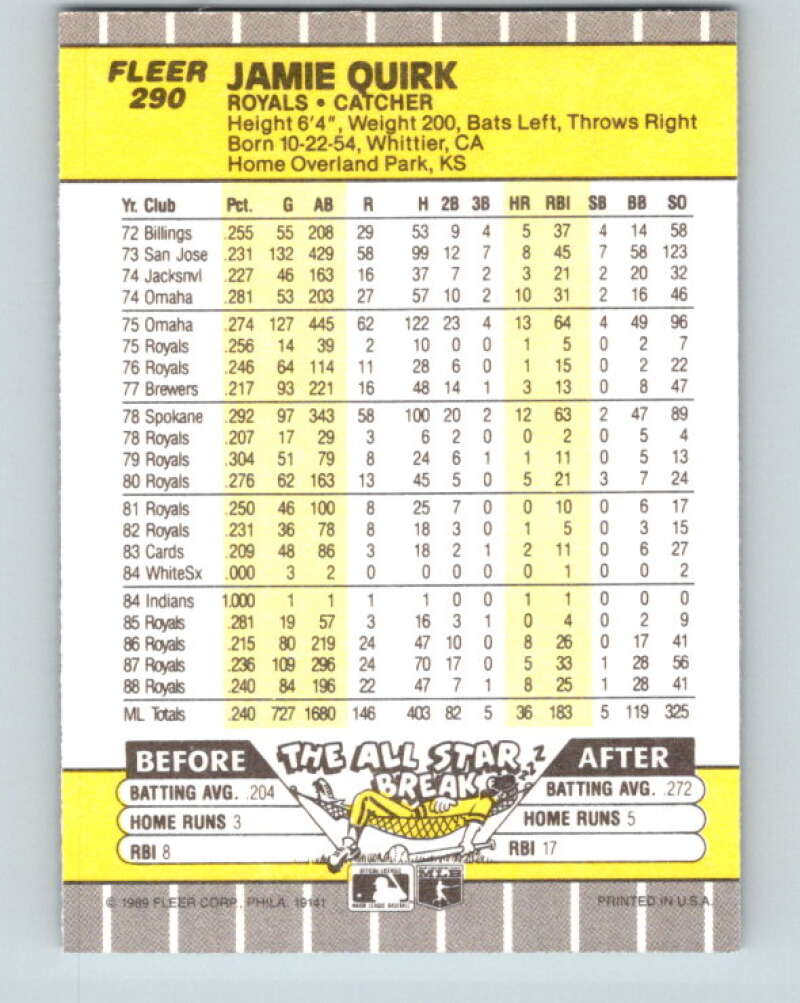 FLEER
290
JAMIE QUIRK
ROYALS • CATCHER
Height 6'4", Weight 200, Bats Left, Throws Right
Born 10-22-54, Whittier, CA
Home Overland Park, KS
Yr. Club Pct. G AB R H 2B 3B HR RBI SB BB SO
72 Billings .255 55 208 29 53 9 4 5 37 4 14 58
73 San Jose .231 132 429 58 99 12 7 8 45 7 58 123
74 Jacksnvl .227 46 163 16 37 7 2 3 21 2 20 32
74 Omaha .281 53 203 27 57 10 2 10 31 2 16 46
75 Omaha .274 127 445 62 122 23 4 13 64 4 49 96
75 Royals .256 14 39 2 10 0 0 1 5 0 2 7
76 Royals .246 64 114 11 28 6 0 1 15 0 2 22
77 Brewers .217 93 221 16 48 14 1 3 13 0 8 47
78 Spokane .292 97 343 58 100 20 2 12 63 2 47 89
78 Royals .207 17 29 3 6 2 0 0 2 0 5 4
79 Royals .304 51 79 8 24 6 1 1 11 0 5 13
80 Royals .276 62 163 13 45 5 0 5 21 3 7 24
81 Royals .250 46 100 8 25 7 0 0 10 0 6 17
82 Royals .231 36 78 8 18 3 0 1 5 0 3 15
83 Cards .209 48 86 3 18 2 1 2 11 0 6 27
84 WhiteSx .000 3 2 0 0 0 0 0 1 0 0 2
84 Indians 1.000 1 1 1 1 0 0 1 1 0 0 0
85 Royals .281 19 57 3 16 3 1 0 4 0 2 9
86 Royals .215 80 219 24 47 10 0 8 26 0 17 41
87 Royals .236 109 296 24 70 17 0 5 33 1 28 56
88 Royals .240 84 196 22 47 7 1 8 25 1 28 41
ML Totals .240 727 1680 146 403 82 5 36 183 5 119 325
BEFORE THE ALL STAR BREAK ZZZ AFTER
BATTING AVG. .204 BATTING AVG. .272
HOME RUNS 3 HOME RUNS 5
RBI 8 RBI 17
OFFICIAL LICENSEE
MAJOR LEAGUE BASEBALL
MLB
© 1989 FLEER CORP., PHILA. 19141 PRINTED IN U.S.A.